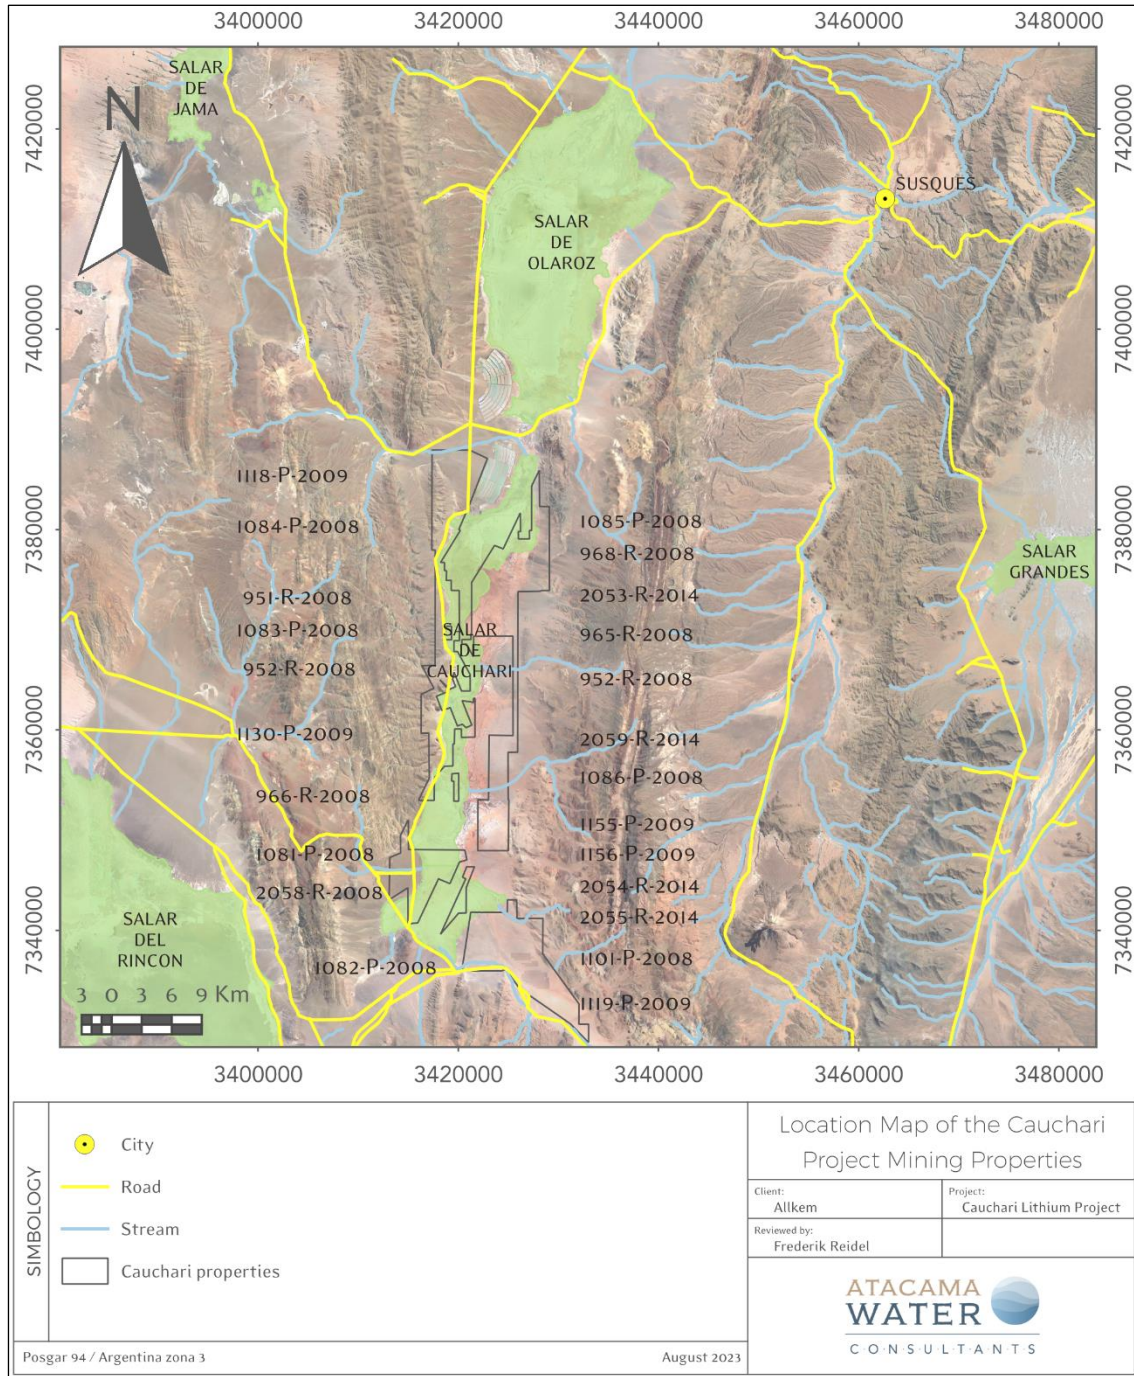 3400000 3420000 3440000 3460000 3480000
7420000
7400000
7380000
7360000
7340000
7420000
7400000
7380000
7360000
7340000
SALAR
DE
JAMA
N
SUSQUES
SALAR
DE
OLAROZ
SALAR
GRANDES
SALAR
DE
CAUCHARI
SALAR
DEL
RINCON
1118-P-2009
1084-P-2008
951-R-2008
1083-P-2008
952-R-2008
1130-P-2009
966-R-2008
1081-P-2008
2058-R-2008
1082-P-2008
1085-P-2008
968-R-2008
2053-R-2014
965-R-2008
952-R-2008
2059-R-2014
1086-P-2008
1155-P-2009
1156-P-2009
2054-R-2014
2055-R-2014
1101-P-2008
1119-P-2009
3 0 3 6 9 Km
3400000 3420000 3440000 3460000 3480000
SIMBOLOGY
City
Road
Stream
Cauchari properties
Location Map of the Cauchari
Project Mining Properties
Client:
Allkem
Project:
Cauchari Lithium Project
Reviewed by:
Frederik Reidel
ATACAMA
WATER
C·O·N·S·U·L·T·A·N·T·S
Posgar 94 / Argentina zona 3
August 2023